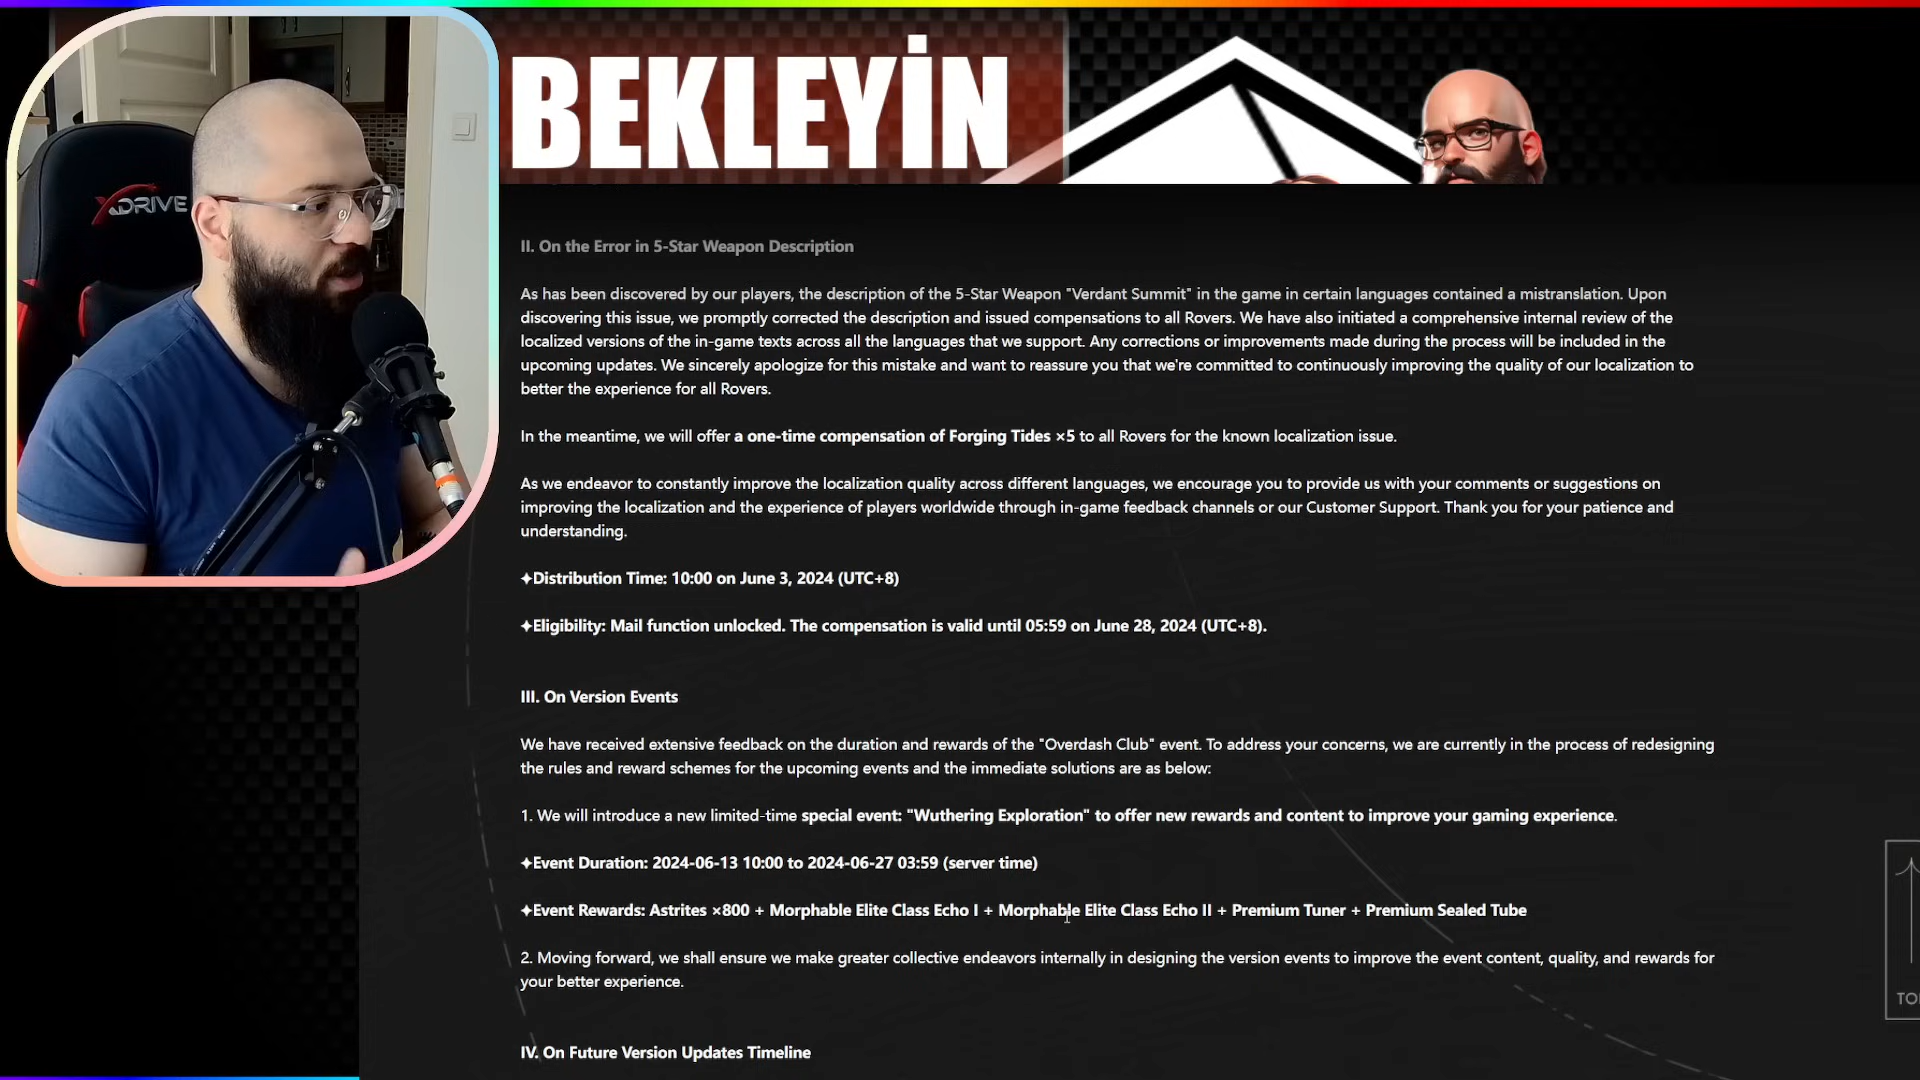 BEKLEYİN
XDRIVE
II. On the Error in 5-Star Weapon Description
As has been discovered by our players, the description of the 5-Star Weapon "Verdant Summit" in the game in certain languages contained a mistranslation. Upon
discovering this issue, we promptly corrected the description and issued compensations to all Rovers. We have also initiated a comprehensive internal review of the
localized versions of the in-game texts across all the languages that we support. Any corrections or improvements made during the process will be included in the
upcoming updates. We sincerely apologize for this mistake and want to reassure you that we're committed to continuously improving the quality of our localization to
better the experience for all Rovers.
In the meantime, we will offer a one-time compensation of Forging Tides ×5 to all Rovers for the known localization issue.
As we endeavor to constantly improve the localization quality across different languages, we encourage you to provide us with your comments or suggestions on
improving the localization and the experience of players worldwide through in-game feedback channels or our Customer Support. Thank you for your patience and
understanding.
✦Distribution Time: 10:00 on June 3, 2024 (UTC+8)
✦Eligibility: Mail function unlocked. The compensation is valid until 05:59 on June 28, 2024 (UTC+8).
III. On Version Events
We have received extensive feedback on the duration and rewards of the "Overdash Club" event. To address your concerns, we are currently in the process of redesigning
the rules and reward schemes for the upcoming events and the immediate solutions are as below:
1. We will introduce a new limited-time special event: "Wuthering Exploration" to offer new rewards and content to improve your gaming experience.
✦Event Duration: 2024-06-13 10:00 to 2024-06-27 03:59 (server time)
✦Event Rewards: Astrites ×800 + Morphable Elite Class Echo I + Morphable Elite Class Echo II + Premium Tuner + Premium Sealed Tube
2. Moving forward, we shall ensure we make greater collective endeavors internally in designing the version events to improve the event content, quality, and rewards for
your better experience.
IV. On Future Version Updates Timeline